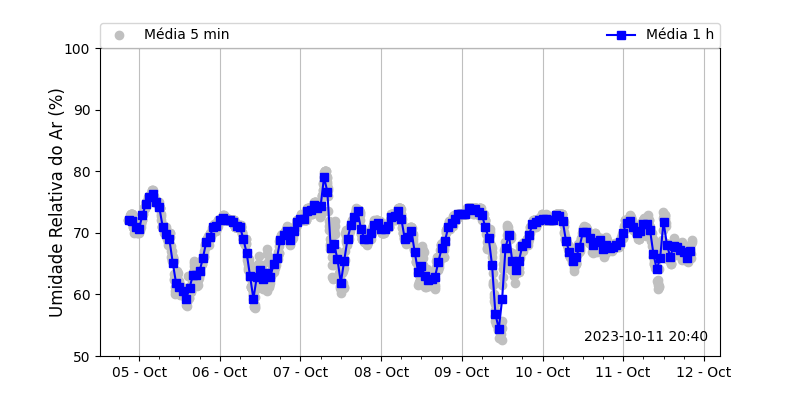 Média 5 min
Média 1 h
Umidade Relativa do Ar (%)
100
90
80
70
60
50
2023-10-11 20:40
05 - Oct
06 - Oct
07 - Oct
08 - Oct
09 - Oct
10 - Oct
11 - Oct
12 - Oct